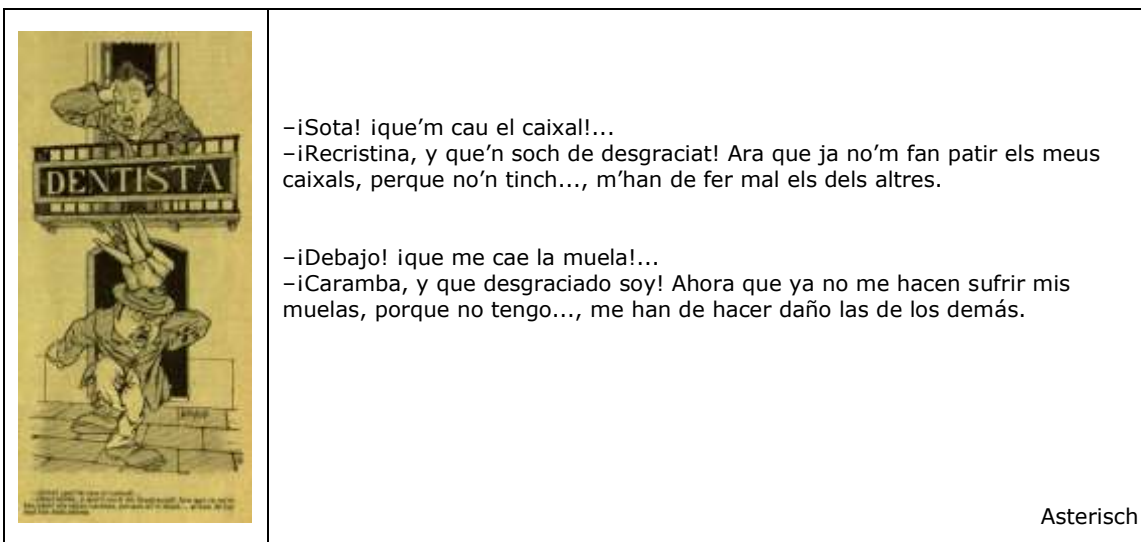 DENTISTA
–¡Sota! ¡que'm cau el caixal!...
–¡Recristina, y que'n soch de desgraciat! Ara que ja no'm fan patir els meus
caixals, perque no'n tinch..., m'han de fer mal els dels altres.
–¡Debajo! ¡que me cae la muela!...
–¡Caramba, y que desgraciado soy! Ahora que ya no me hacen sufrir mis
muelas, porque no tengo..., me han de hacer daño las de los demás.
Asterisch